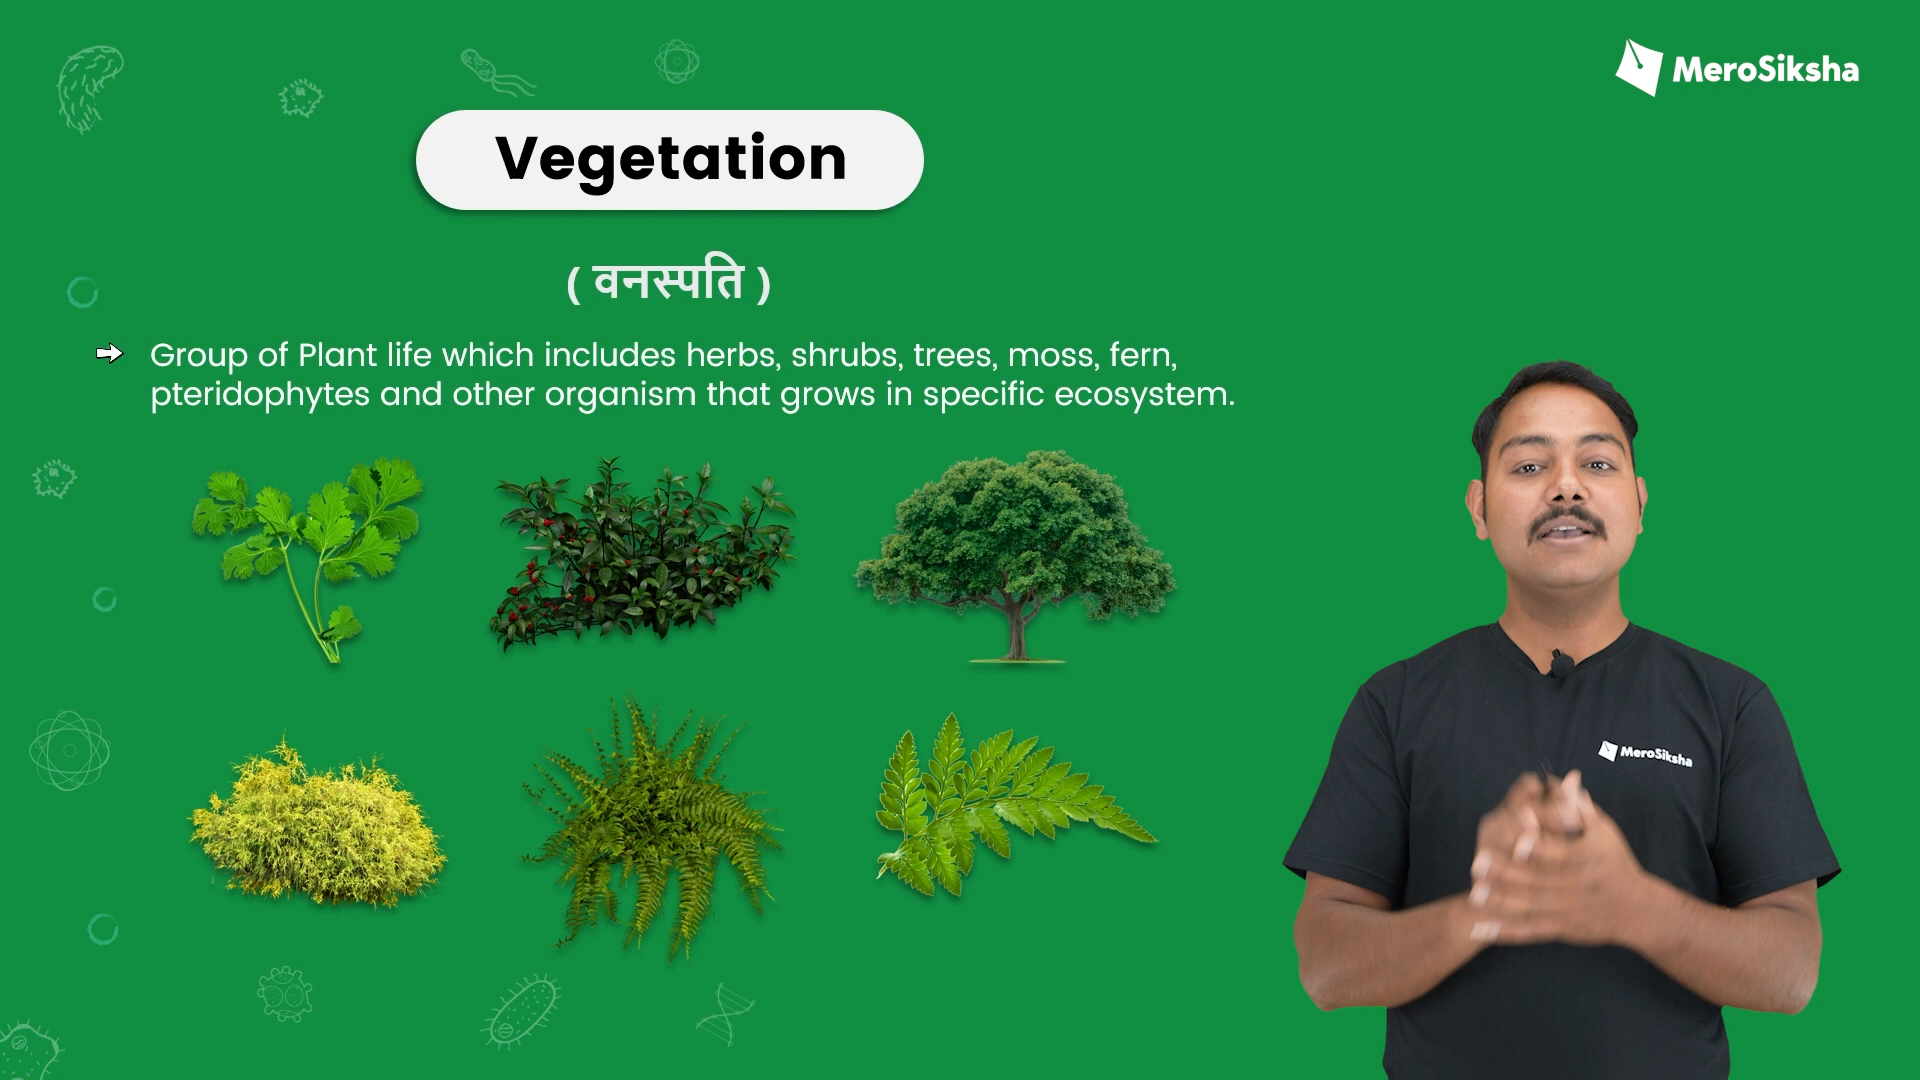 MeroSiksha
Vegetation
( वनस्पति )
Group of Plant life which includes herbs, shrubs, trees, moss, fern,
pteridophytes and other organism that grows in specific ecosystem.
MeroSiksha